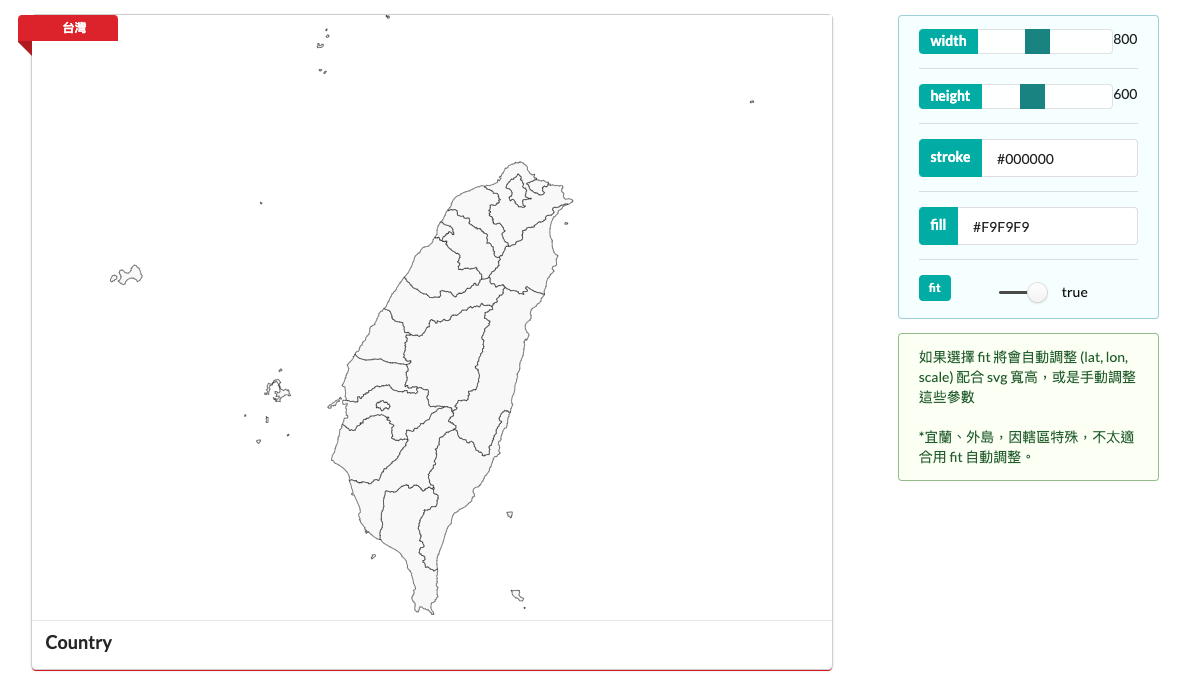 台灣
Country
width
800
height
600
stroke
#000000
fill
#F9F9F9
fit
true
如果選擇 fit 將會自動調整 (lat, lon,
scale) 配合 svg 寬高，或是手動調整
這些參數
*宜蘭、外島，因轄區特殊，不太適
合用 fit 自動調整。